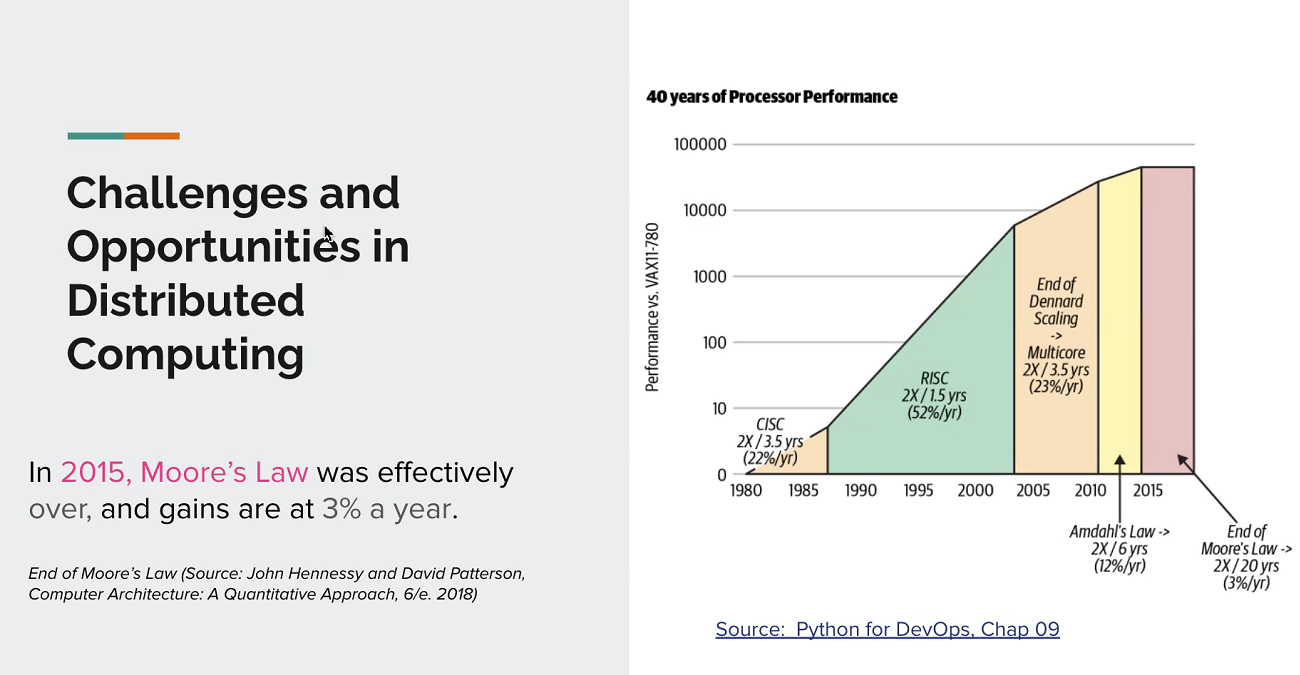 Challenges and
Opportunities in
Distributed
Computing
In 2015, Moore's Law was effectively
over, and gains are at 3% a year.
End of Moore's Law (Source: John Hennessy and David Patterson,
Computer Architecture: A Quantitative Approach, 6/e. 2018)
40 years of Processor Performance
Performance vs. VAX11-780
100000
10000
1000
100
10
0
CISC
2X / 3.5 yrs
(22%/yr)
RISC
2X / 1.5 yrs
(52%/yr)
End of
Dennard
Scaling
->
Multicore
2X / 3.5 yrs
(23%/yr)
1980 1985 1990 1995 2000 2005 2010 2015
Amdahl's Law ->
2X / 6 yrs
(12%/yr)
End of
Moore's Law ->
2X / 20 yrs
(3%/yr)
Source:  Python for DevOps, Chap 09